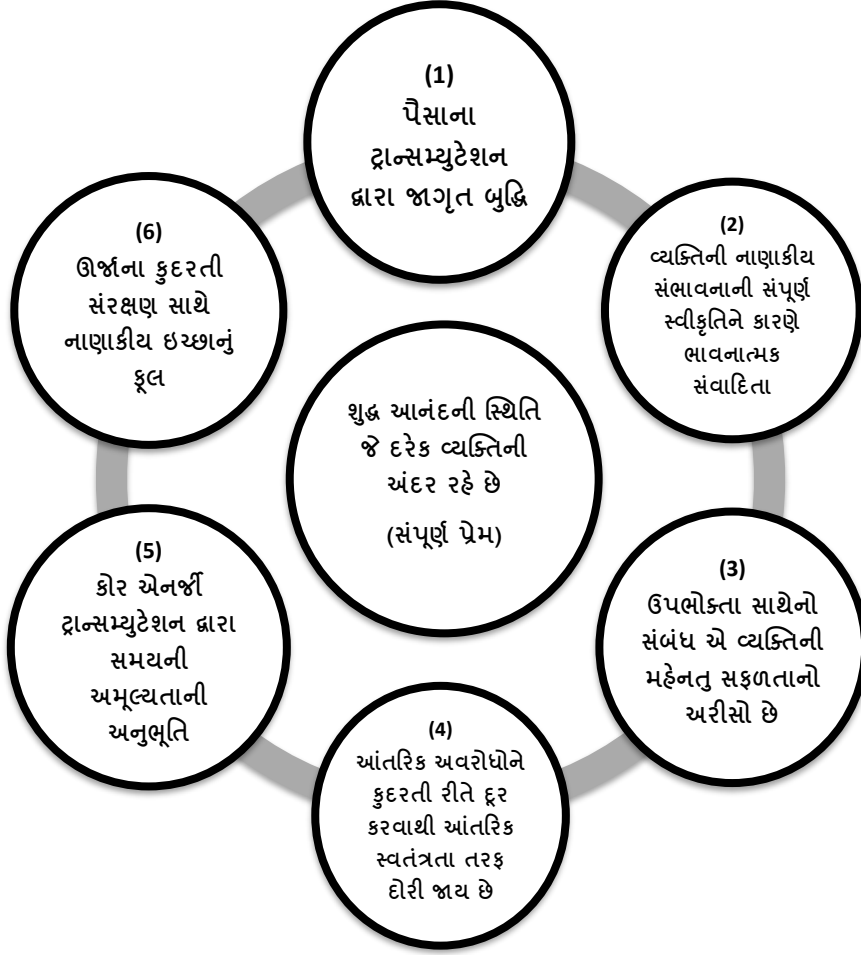 (1)
પૈસાના
ટ્રાન્સમ્યુટેશન
દ્વારા જાગૃત બુદ્ધિ
(2)
વ્યક્તિની નાણાકીય
સંભાવનાની સંપૂર્ણ
સ્વીકૃતિને કારણે
ભાવનાત્મક
સંવાદિતા
(3)
ઉપભોક્તા સાથેનો
સંબંધ એ વ્યક્તિની
મહેનતુ સફળતાનો
અરીસો છે
(4)
આંતરિક અવરોધોને
કુદરતી રીતે દૂર
કરવાથી આંતરિક
સ્વતંત્રતા તરફ
દોરી જાય છે
(5)
કોર એનર્જી
ટ્રાન્સમ્યુટેશન દ્વારા
સમયની
અમૂલ્યતાની
અનુભૂતિ
(6)
ઊર્જાના કુદરતી
સંરક્ષણ સાથે
નાણાકીય ઇચ્છાનું
ફૂલ
શુદ્ધ આનંદની સ્થિતિ
જે દરેક વ્યક્તિની
અંદર રહે છે
(સંપૂર્ણ પ્રેમ)